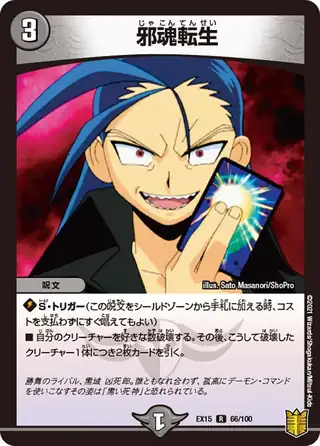 3
じゃこんてんせい
邪魂転生
illus. Sato, Masanori/ShoPro
呪文
S・トリガー(この呪文をシールドゾーンから手札に加える時、コス
トを支払わずにすぐ唱えてもよい)
■ 自分のクリーチャーを好きな数破壊する。その後、こうして破壊した
クリーチャー1体につき2枚カードを引く。
勝舞のライバル、黒城 凶死郎。誰ともなれ合わず、孤高にデーモン・コマンド
を使いこなすその姿は「黒い死神」と恐れられている。
1
EX15 R 66/100
©2021 Wizards/Shogakukan/Mitsui-Kids